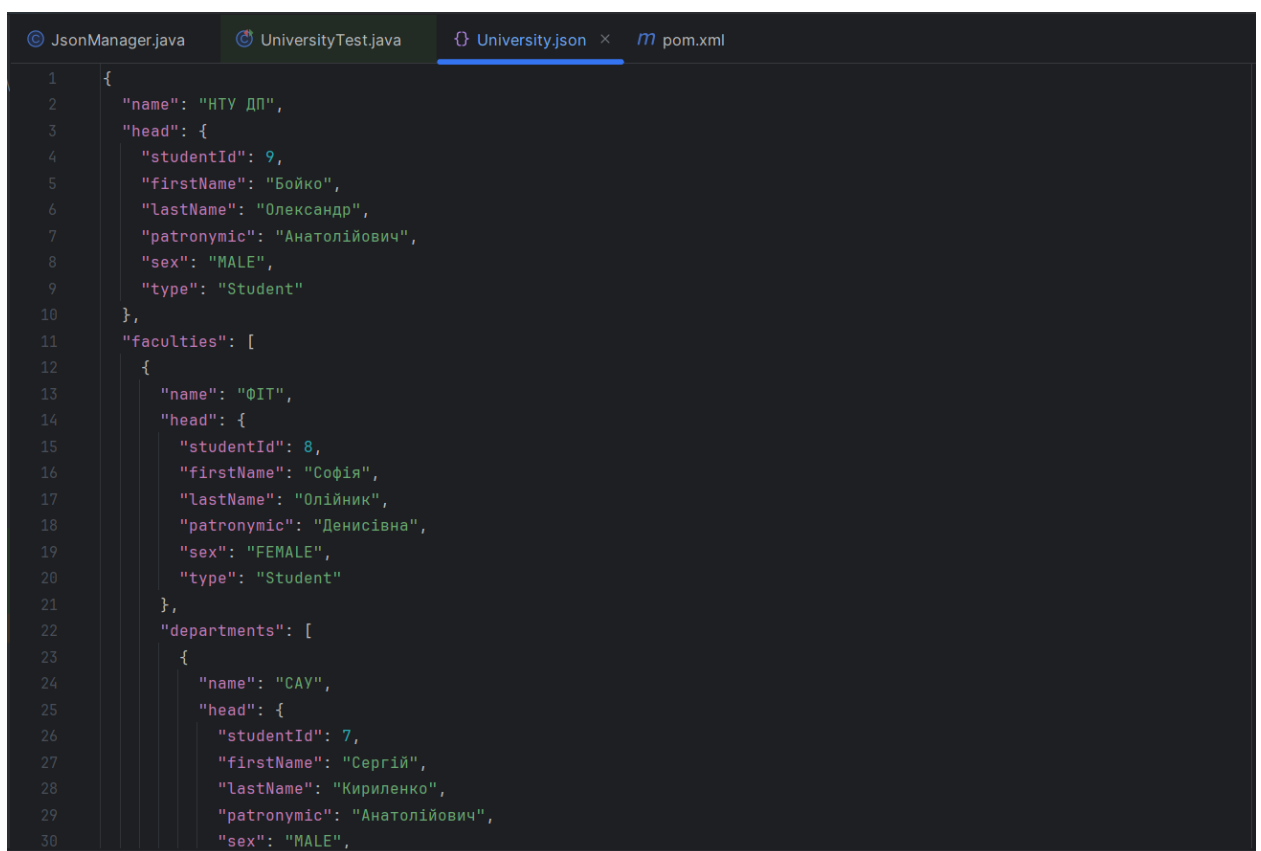 JsonManager.java UniversityTest.java {} University.json × m pom.xml
1 {
2 "name": "НТУ ДП",
3 "head": {
4 "studentId": 9,
5 "firstName": "Бойко",
6 "lastName": "Олександр",
7 "patronymic": "Анатолійович",
8 "sex": "MALE",
9 "type": "Student"
10 },
11 "faculties": [
12 {
13 "name": "ФІТ",
14 "head": {
15 "studentId": 8,
16 "firstName": "Софія",
17 "lastName": "Олійник",
18 "patronymic": "Денисівна",
19 "sex": "FEMALE",
20 "type": "Student"
21 },
22 "departments": [
23 {
24 "name": "САУ",
25 "head": {
26 "studentId": 7,
27 "firstName": "Сергій",
28 "lastName": "Кириленко",
29 "patronymic": "Анатолійович",
30 "sex": "MALE",